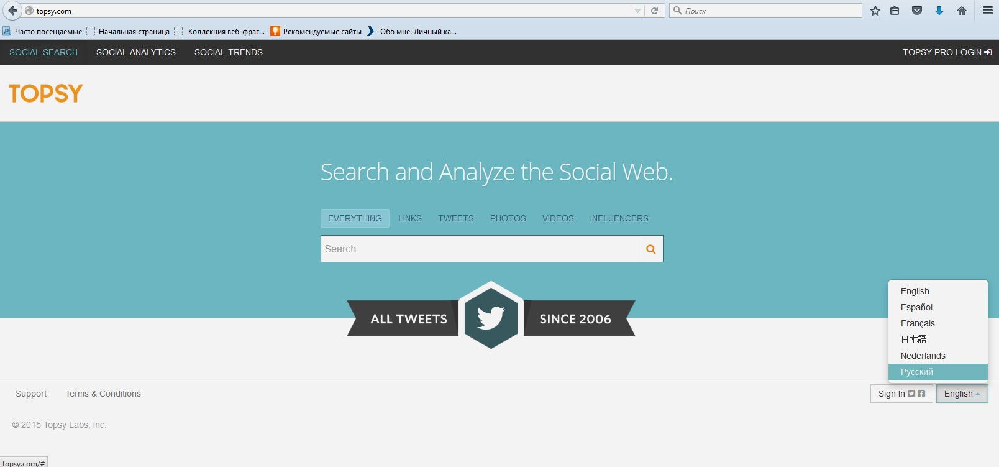 topsy.com
Поиск
Часто посещаемые Начальная страница Коллекция веб-фраг... Рекомендуемые сайты Обо мне. Личный ка...
SOCIAL SEARCH SOCIAL ANALYTICS SOCIAL TRENDS TOPSY PRO LOGIN
TOPSY
Search and Analyze the Social Web.
EVERYTHING LINKS TWEETS PHOTOS VIDEOS INFLUENCERS
Search
ALL TWEETS SINCE 2006
English
Español
Français
日本語
Nederlands
Русский
Support Terms & Conditions Sign In English
© 2015 Topsy Labs, Inc.
topsy.com/#